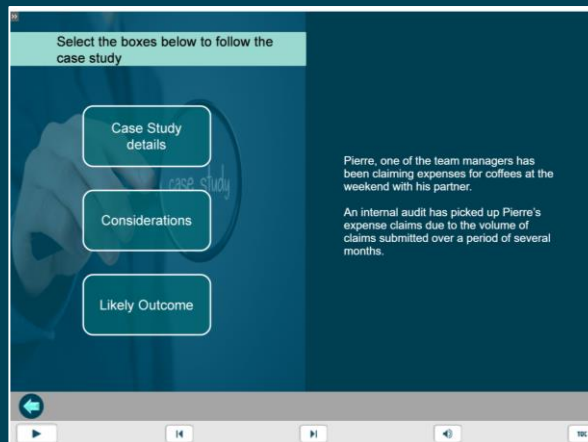 Select the boxes below to follow the
case study
Case Study
details
case study
Considerations
Likely Outcome
Pierre, one of the team managers has
been claiming expenses for coffees at the
weekend with his partner.
An internal audit has picked up Pierre's
expense claims due to the volume of
claims submitted over a period of several
months.